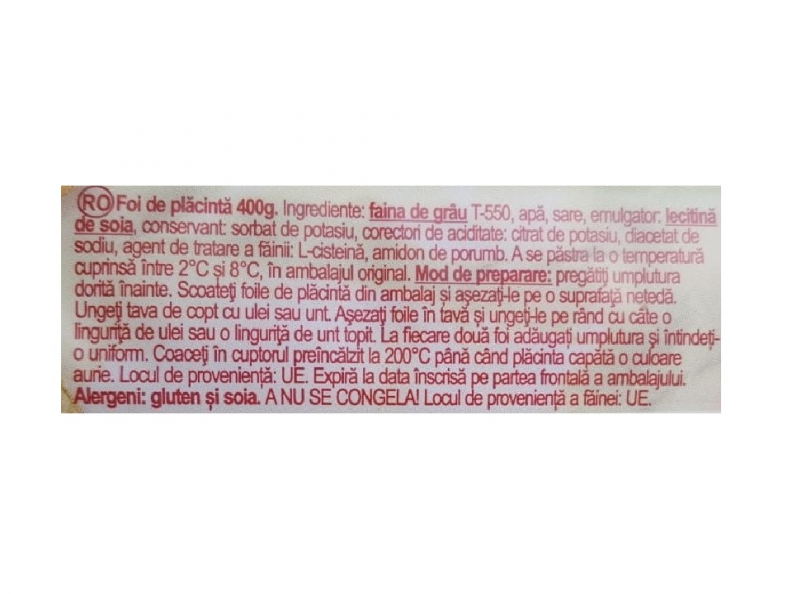 RO Foi de plăcintă 400g. Ingrediente: faina de grâu T-550, apă, sare, emulgator: lecitină
de soia, conservant: sorbat de potasiu, corectori de aciditate: citrat de potasiu, diacetat de
sodiu, agent de tratare a făinii: L-cisteină, amidon de porumb. A se păstra la o temperatură
cuprinsă între 2°C și 8°C, în ambalajul original. Mod de preparare: pregătiți umplutura
dorită înainte. Scoateți foile de plăcintă din ambalaj și așezați-le pe o suprafață netedă.
Ungeți tava de copt cu ulei sau unt. Așezați foile în tavă și ungeți-le pe rând cu câte o
linguriță de ulei sau o linguriță de unt topit. La fiecare două foi adăugați umplutura și întindeți-
o uniform. Coaceți în cuptorul preîncălzit la 200°C până când plăcinta capătă o culoare
aurie. Locul de proveniență: UE. Expiră la data înscrisă pe partea frontală a ambalajului.
Alergeni: gluten și soia. A NU SE CONGELA! Locul de proveniență a făinei: UE.